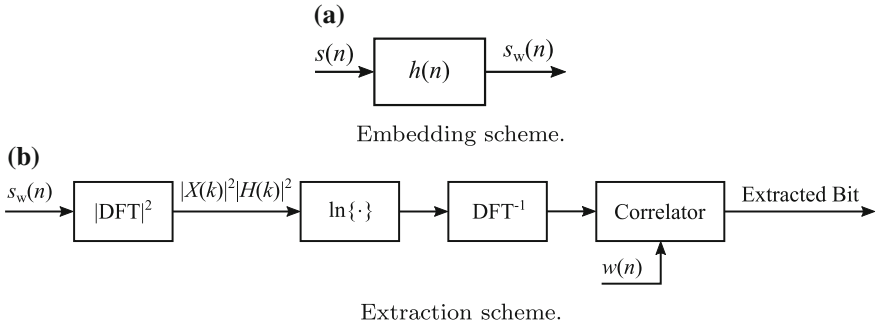 (a)
s(n)
h(n)
s_w(n)
Embedding scheme.
(b)
s_w(n)
|DFT|²
|X(k)|²|H(k)|²
ln{·}
DFT⁻¹
Correlator
Extracted Bit
w(n)
Extraction scheme.